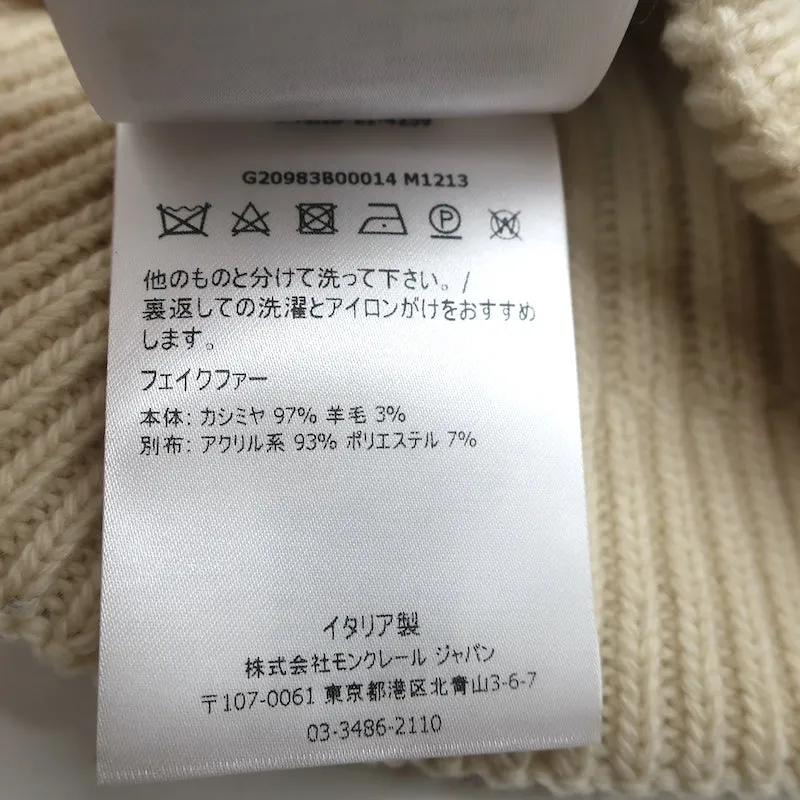 G20983B00014 M1213
他のものと分けて洗って下さい。/
裏返しての洗濯とアイロンがけをおすすめ
します。
フェイクファー
本体: カシミヤ 97% 羊毛 3%
別布: アクリル系 93% ポリエステル 7%
イタリア製
株式会社モンクレール ジャパン
〒107-0061 東京都港区北青山3-6-7
03-3486-2110